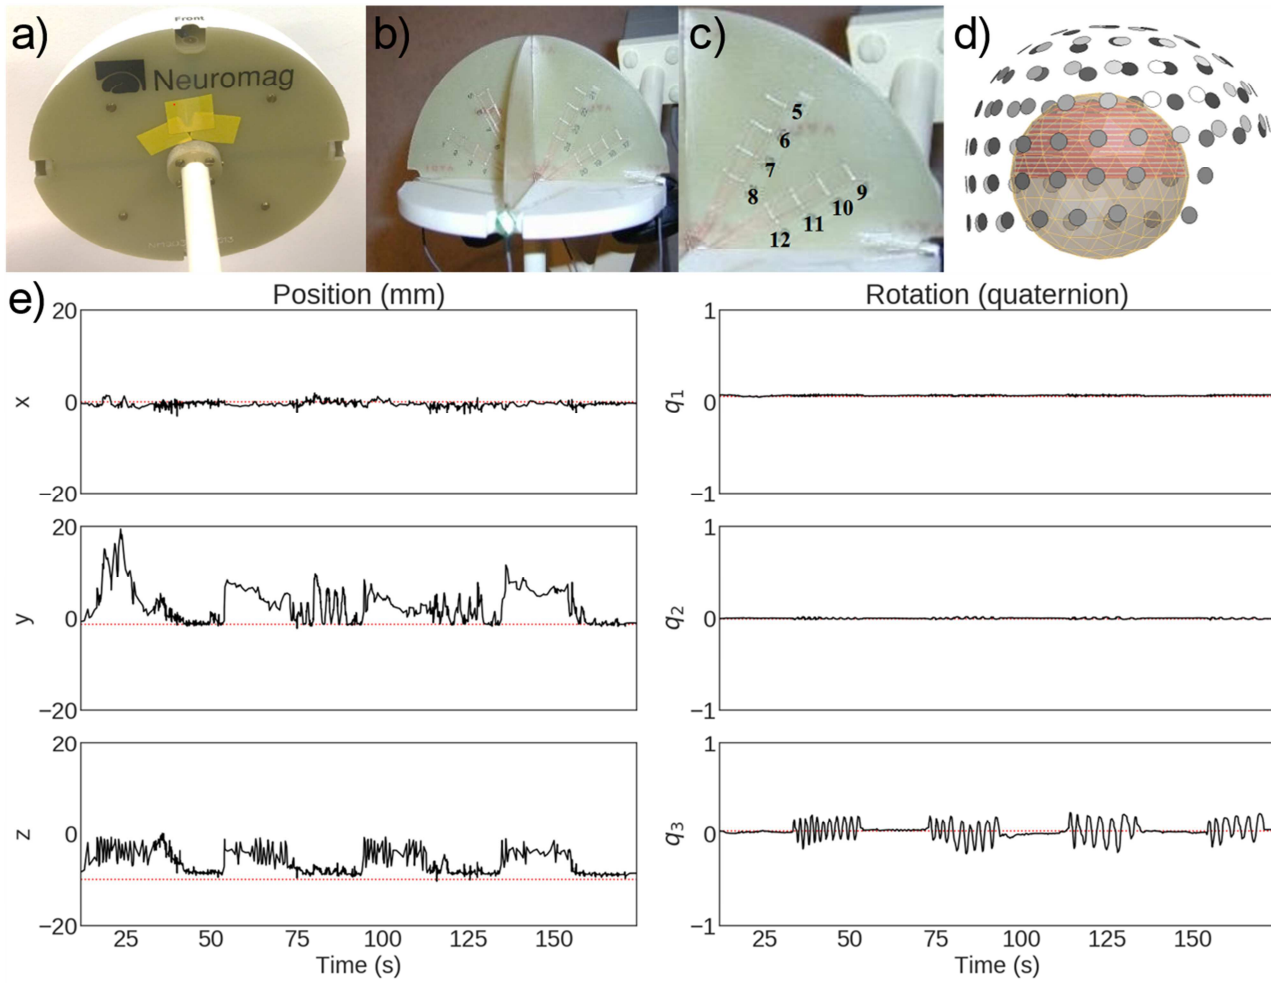 a)
Front
Neuromag
b)
c)
5
6
7
8
9
10
11
12
d)
e)
Position (mm)
Rotation (quaternion)
20
x
0
−20
1
q1
0
−1
20
y
0
−20
1
q2
0
−1
20
z
0
−20
1
q3
0
−1
25 50 75 100 125 150
Time (s)
25 50 75 100 125 150
Time (s)